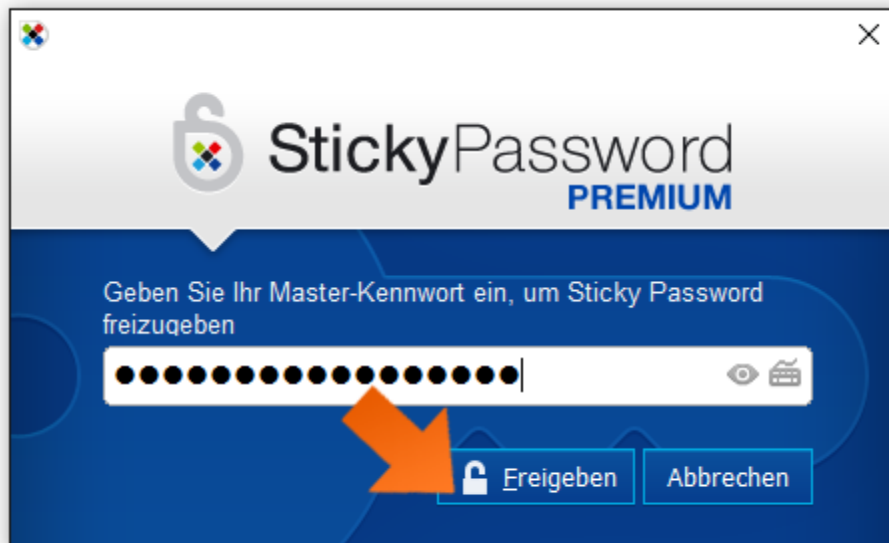 StickyPassword
PREMIUM
Geben Sie Ihr Master-Kennwort ein, um Sticky Password
freizugeben
●●●●●●●●●●●●●●●●●
Freigeben Abbrechen